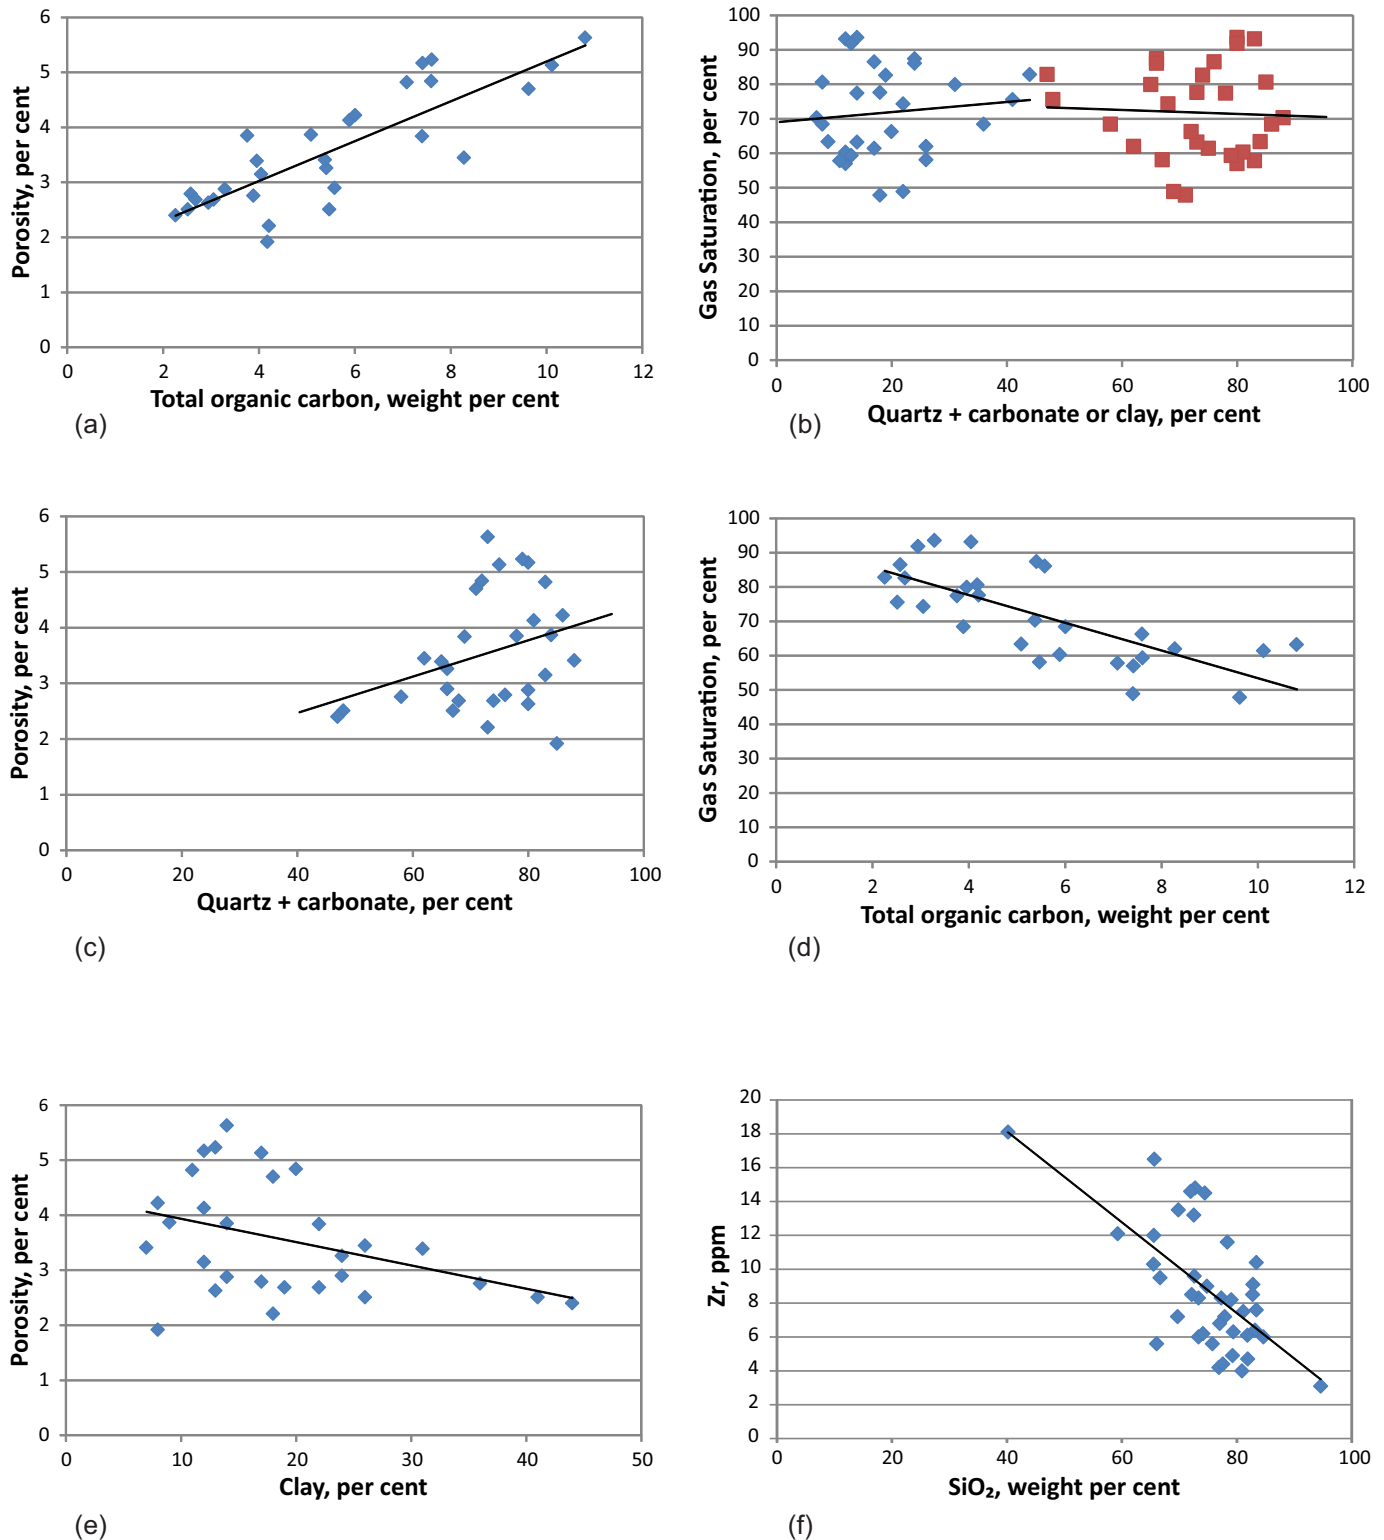 6
5
4
3
2
1
0
0 2 4 6 8 10 12
Porosity, per cent
Total organic carbon, weight per cent
(a)
100
90
80
70
60
50
40
30
20
10
0
0 20 40 60 80 100
Gas Saturation, per cent
Quartz + carbonate or clay, per cent
(b)
6
5
4
3
2
1
0
0 20 40 60 80 100
Porosity, per cent
Quartz + carbonate, per cent
(c)
100
90
80
70
60
50
40
30
20
10
0
0 2 4 6 8 10 12
Gas Saturation, per cent
Total organic carbon, weight per cent
(d)
6
5
4
3
2
1
0
0 10 20 30 40 50
Porosity, per cent
Clay, per cent
(e)
20
18
16
14
12
10
8
6
4
2
0
0 20 40 60 80 100
Zr, ppm
SiO₂, weight per cent
(f)